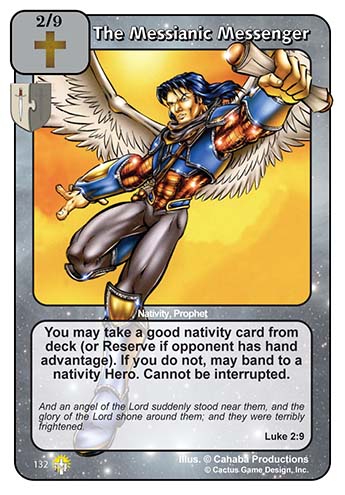 2/9
The Messianic Messenger
Nativity, Prophet
You may take a good nativity card from
deck (or Reserve if opponent has hand
advantage). If you do not, may band to a
nativity Hero. Cannot be interrupted.
And an angel of the Lord suddenly stood near them, and the
glory of the Lord shone around them; and they were terribly
frightened.
Luke 2:9
132
Illus. © Cahaba Productions
© Cactus Game Design, Inc.